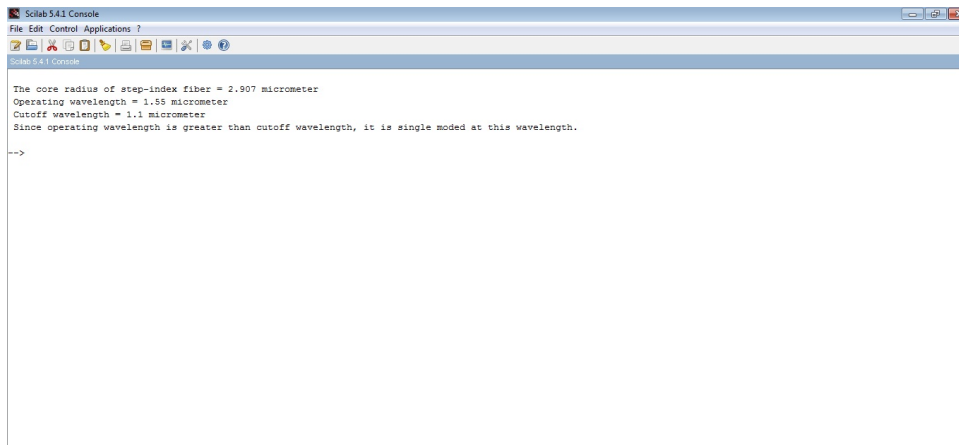 Scilab 5.4.1 Console
File Edit Control Applications ?
Scilab 5.4.1 Console
The core radius of step-index fiber = 2.907 micrometer
Operating wavelength = 1.55 micrometer
Cutoff wavelength = 1.1 micrometer
Since operating wavelength is greater than cutoff wavelength, it is single moded at this wavelength.
-->